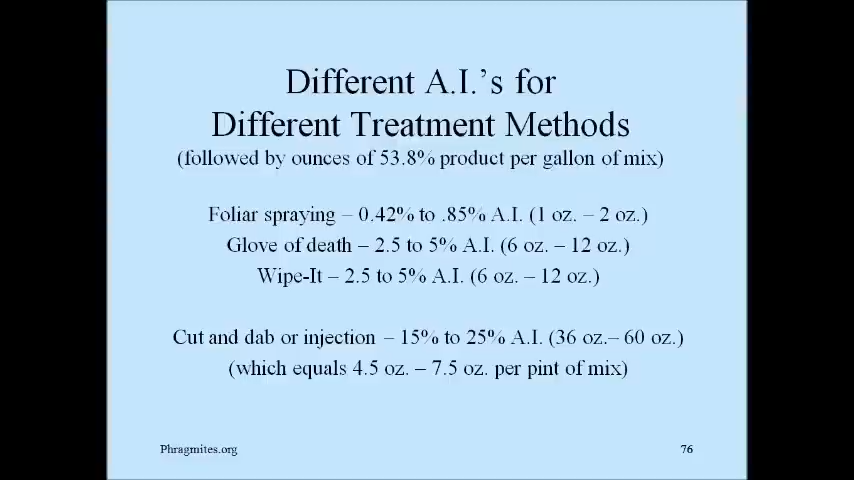 Different A.I.'s for
Different Treatment Methods
(followed by ounces of 53.8% product per gallon of mix)
Foliar spraying – 0.42% to .85% A.I. (1 oz. – 2 oz.)
Glove of death – 2.5 to 5% A.I. (6 oz. – 12 oz.)
Wipe-It – 2.5 to 5% A.I. (6 oz. – 12 oz.)
Cut and dab or injection – 15% to 25% A.I. (36 oz.– 60 oz.)
(which equals 4.5 oz. – 7.5 oz. per pint of mix)
Phragmites.org
76